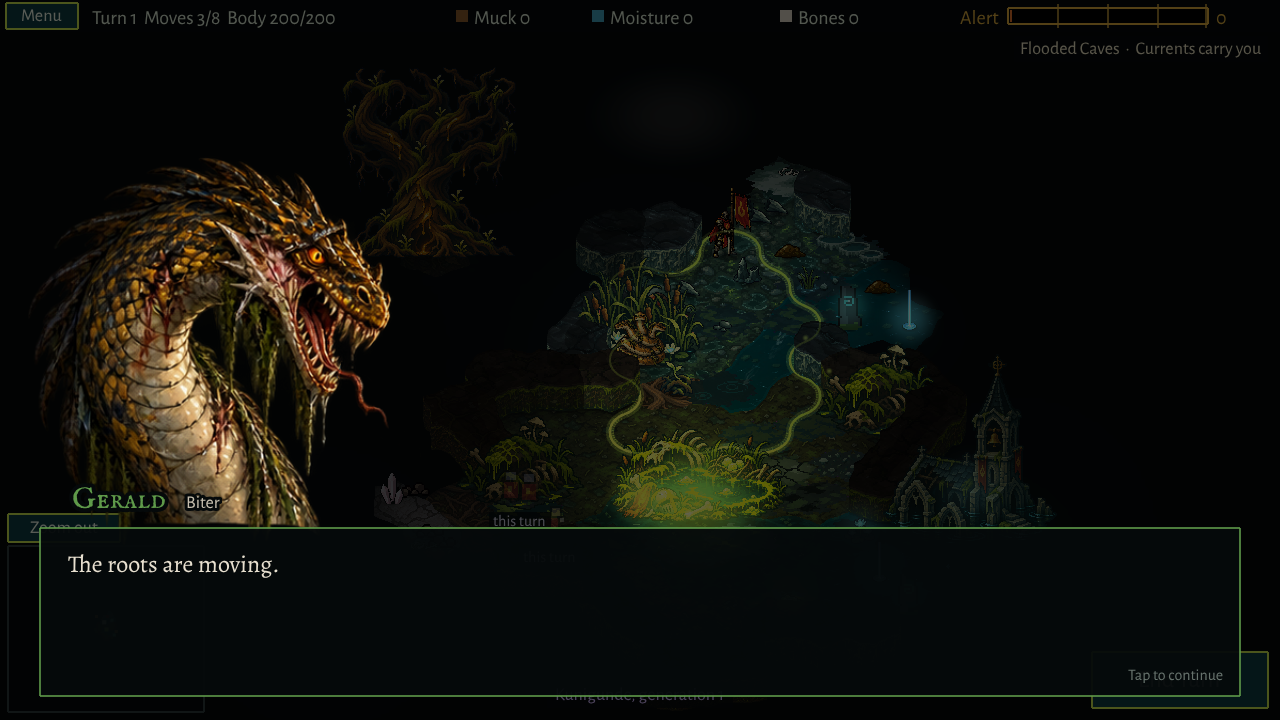 Menu
Turn 1 Moves 3/8 Body 200/200
Muck 0
Moisture 0
Bones 0
Alert
0
Flooded Caves · Currents carry you
Gerald Biter
this turn
Zoom out
The roots are moving.
Tap to continue